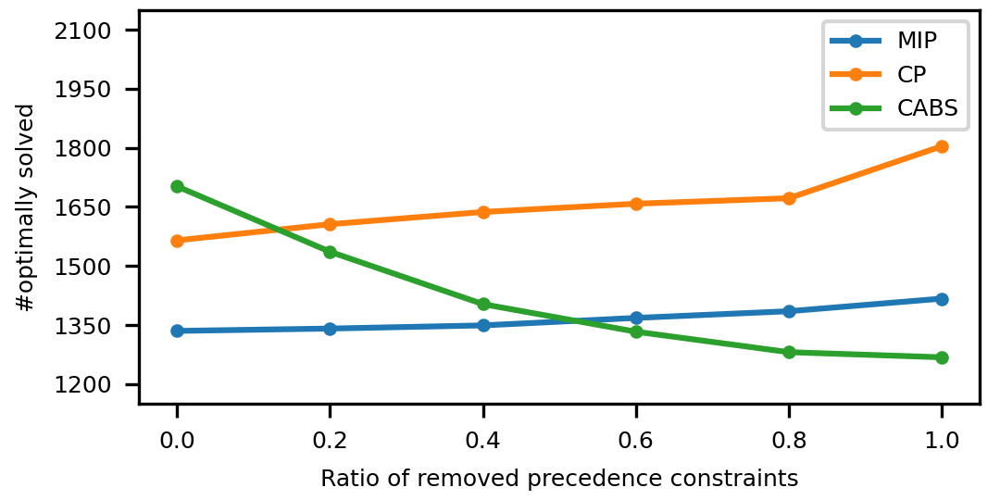 2100
1950
1800
1650
1500
1350
1200
#optimally solved
MIP
CP
CABS
0.0 0.2 0.4 0.6 0.8 1.0
Ratio of removed precedence constraints